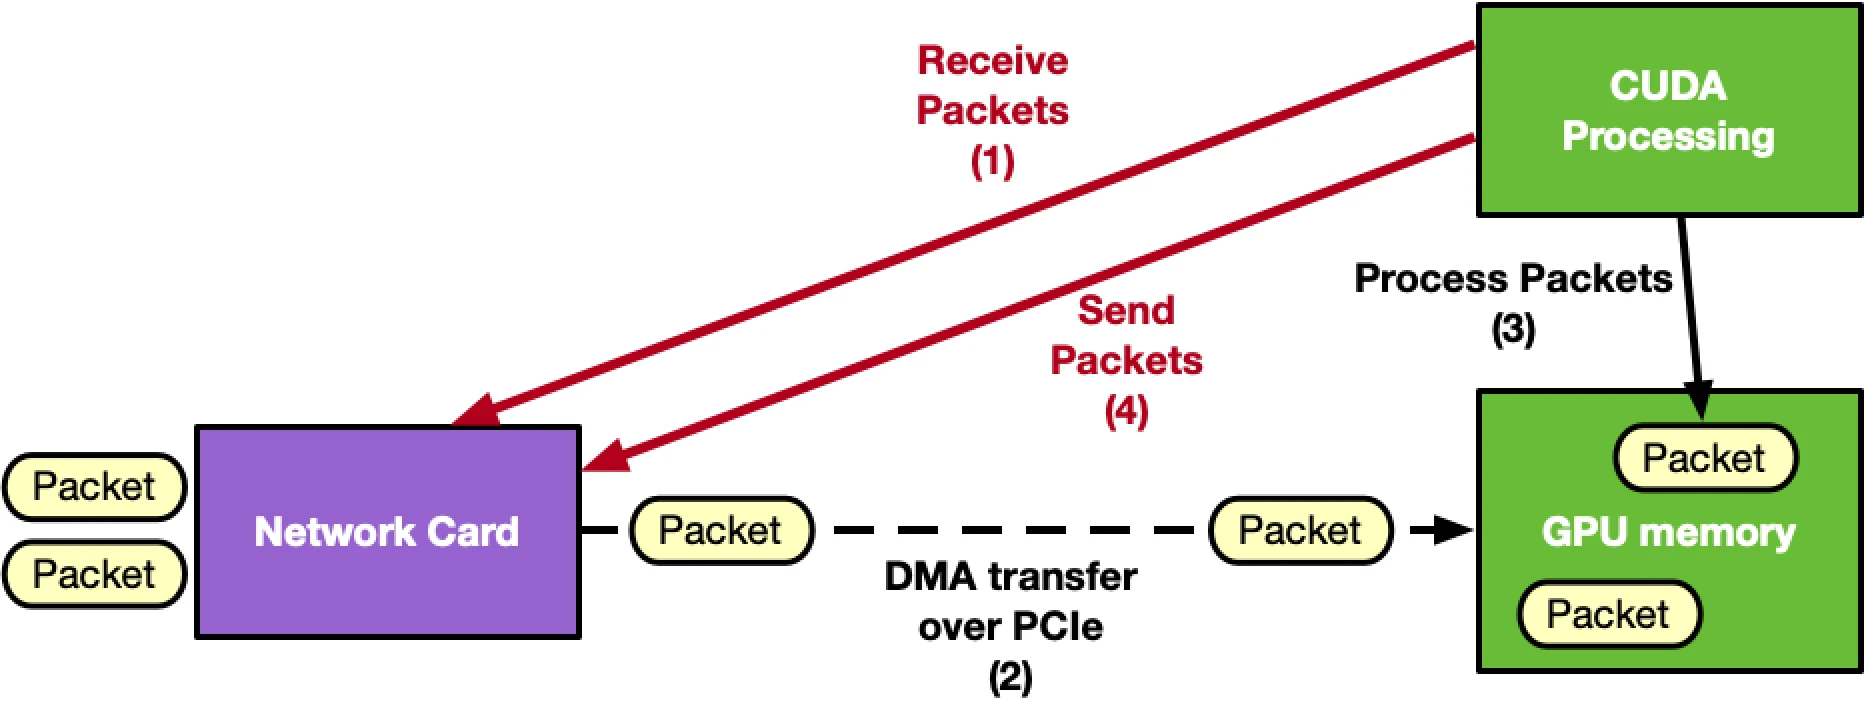 Receive
Packets
(1)
CUDA
Processing
Process Packets
(3)
Send
Packets
(4)
Packet
Packet
Network Card
Packet
Packet
DMA transfer
over PCIe
(2)
Packet
GPU memory
Packet